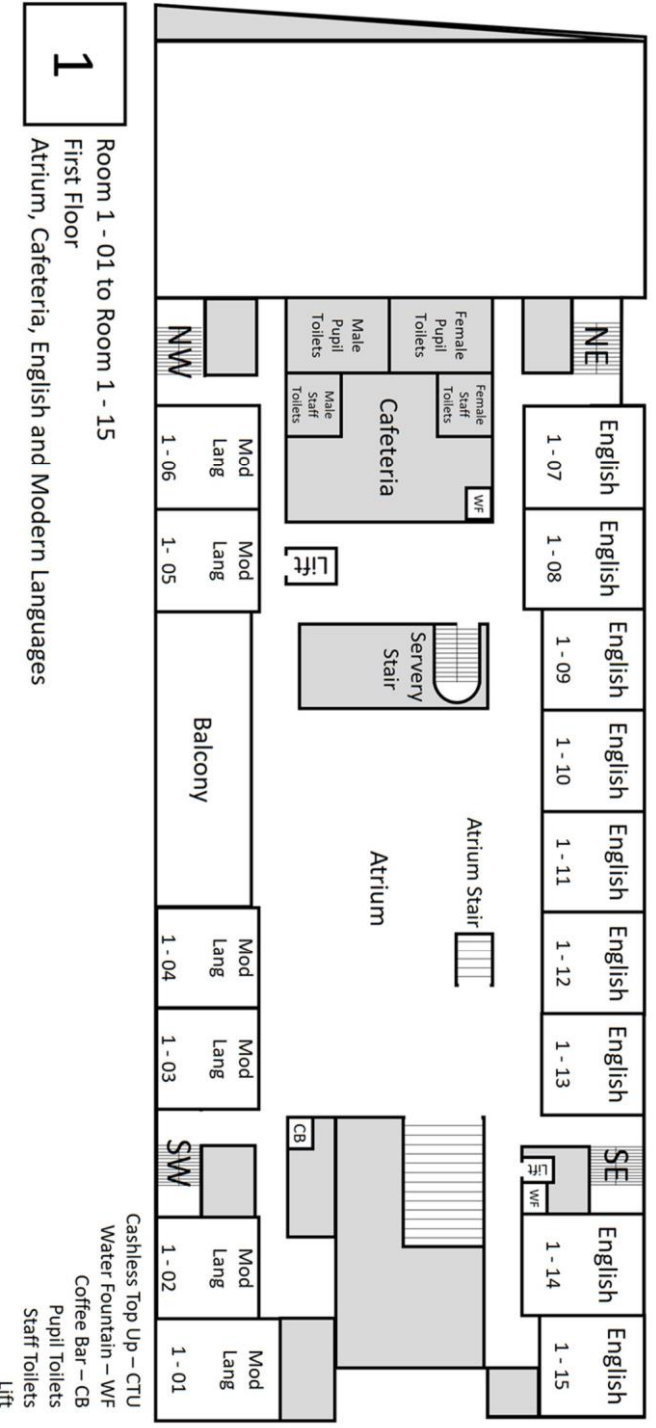 1
Room 1 - 01 to Room 1 - 15
First Floor
Atrium, Cafeteria, English and Modern Languages
NE
English
1 - 07
English
1 - 08
English
1 - 09
English
1 - 10
English
1 - 11
English
1 - 12
English
1 - 13
SE
English
1 - 14
English
1 - 15
Female
Pupil
Toilets
Female
Staff
Toilets
Male
Pupil
Toilets
Male
Staff
Toilets
Cafeteria
WF
Lift
Servery
Stair
Atrium Stair
Atrium
Lift
WF
CB
NW
Mod
Lang
1 - 06
Mod
Lang
1- 05
Balcony
Mod
Lang
1 - 04
Mod
Lang
1 - 03
SW
Mod
Lang
1 - 02
Mod
Lang
1 - 01
Cashless Top Up – CTU
Water Fountain – WF
Coffee Bar – CB
Pupil Toilets
Staff Toilets
Lift